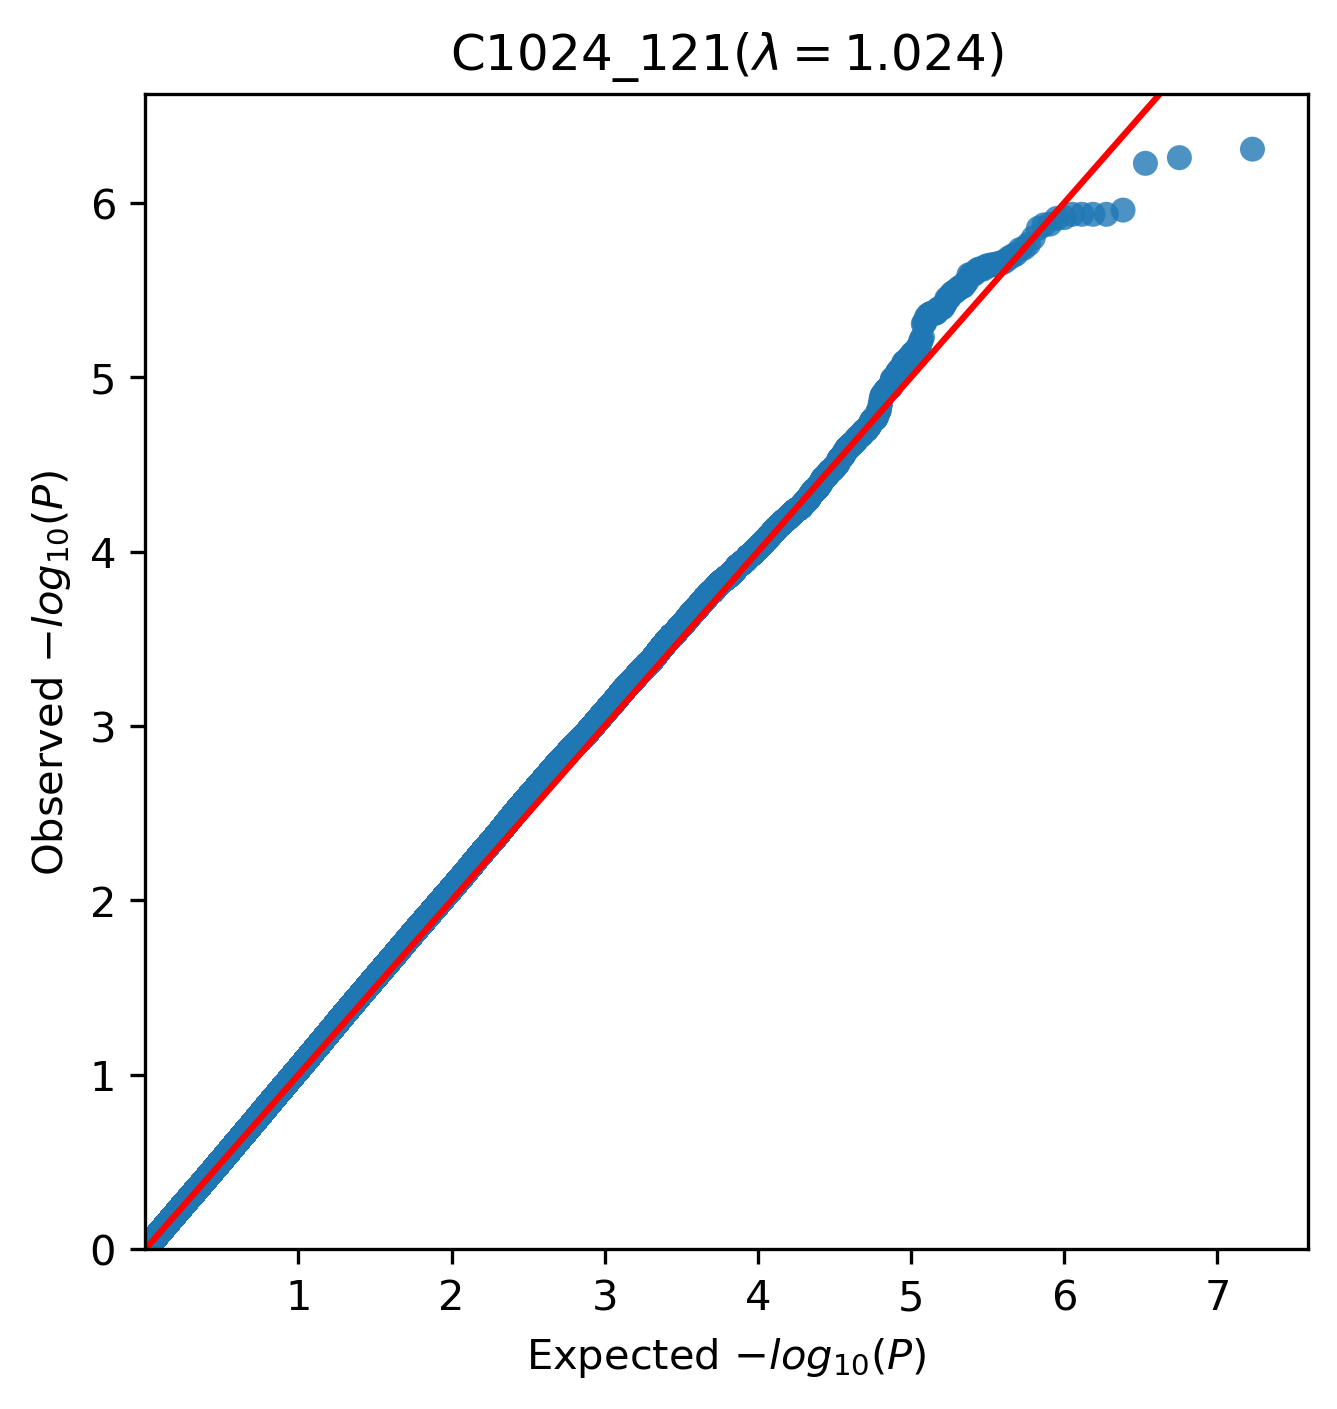 C1024_121(λ = 1.024)
6
5
4
3
2
1
0
Observed −log₁₀(P)
1 2 3 4 5 6 7
Expected −log₁₀(P)